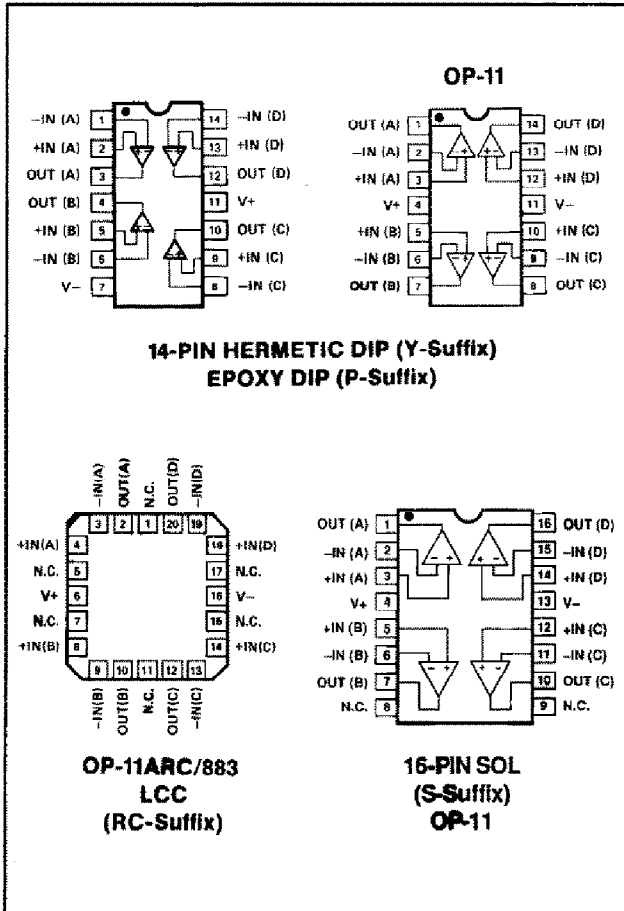 OP-11
-IN (A) 1 14 -IN (D)
+IN (A) 2 13 +IN (D)
OUT (A) 3 12 OUT (D)
OUT (B) 4 11 V+
+IN (B) 5 10 OUT (C)
-IN (B) 6 9 +IN (C)
V- 7 8 -IN (C)
OUT (A) 1 14 OUT (D)
-IN (A) 2 13 -IN (D)
+IN (A) 3 12 +IN (D)
V+ 4 11 V-
+IN (B) 5 10 +IN (C)
-IN (B) 6 9 -IN (C)
OUT (B) 7 8 OUT (C)
14-PIN HERMETIC DIP (Y-Suffix)
EPOXY DIP (P-Suffix)
-IN(A) OUT(A) N.C. OUT(D) -IN(D)
3 2 1 20 19
+IN(A) 4 18 +IN(D)
N.C. 5 17 N.C.
V+ 6 16 V-
N.C. 7 15 N.C.
+IN(B) 8 14 +IN(C)
9 10 11 12 13
-IN(B) OUT(B) N.C. OUT(C) -IN(C)
OP-11ARC/883
LCC
(RC-Suffix)
OUT (A) 1 16 OUT (D)
-IN (A) 2 15 -IN (D)
+IN (A) 3 14 +IN (D)
V+ 4 13 V-
+IN (B) 5 12 +IN (C)
-IN (B) 6 11 -IN (C)
OUT (B) 7 10 OUT (C)
N.C. 8 9 N.C.
16-PIN SOL
(S-Suffix)
OP-11